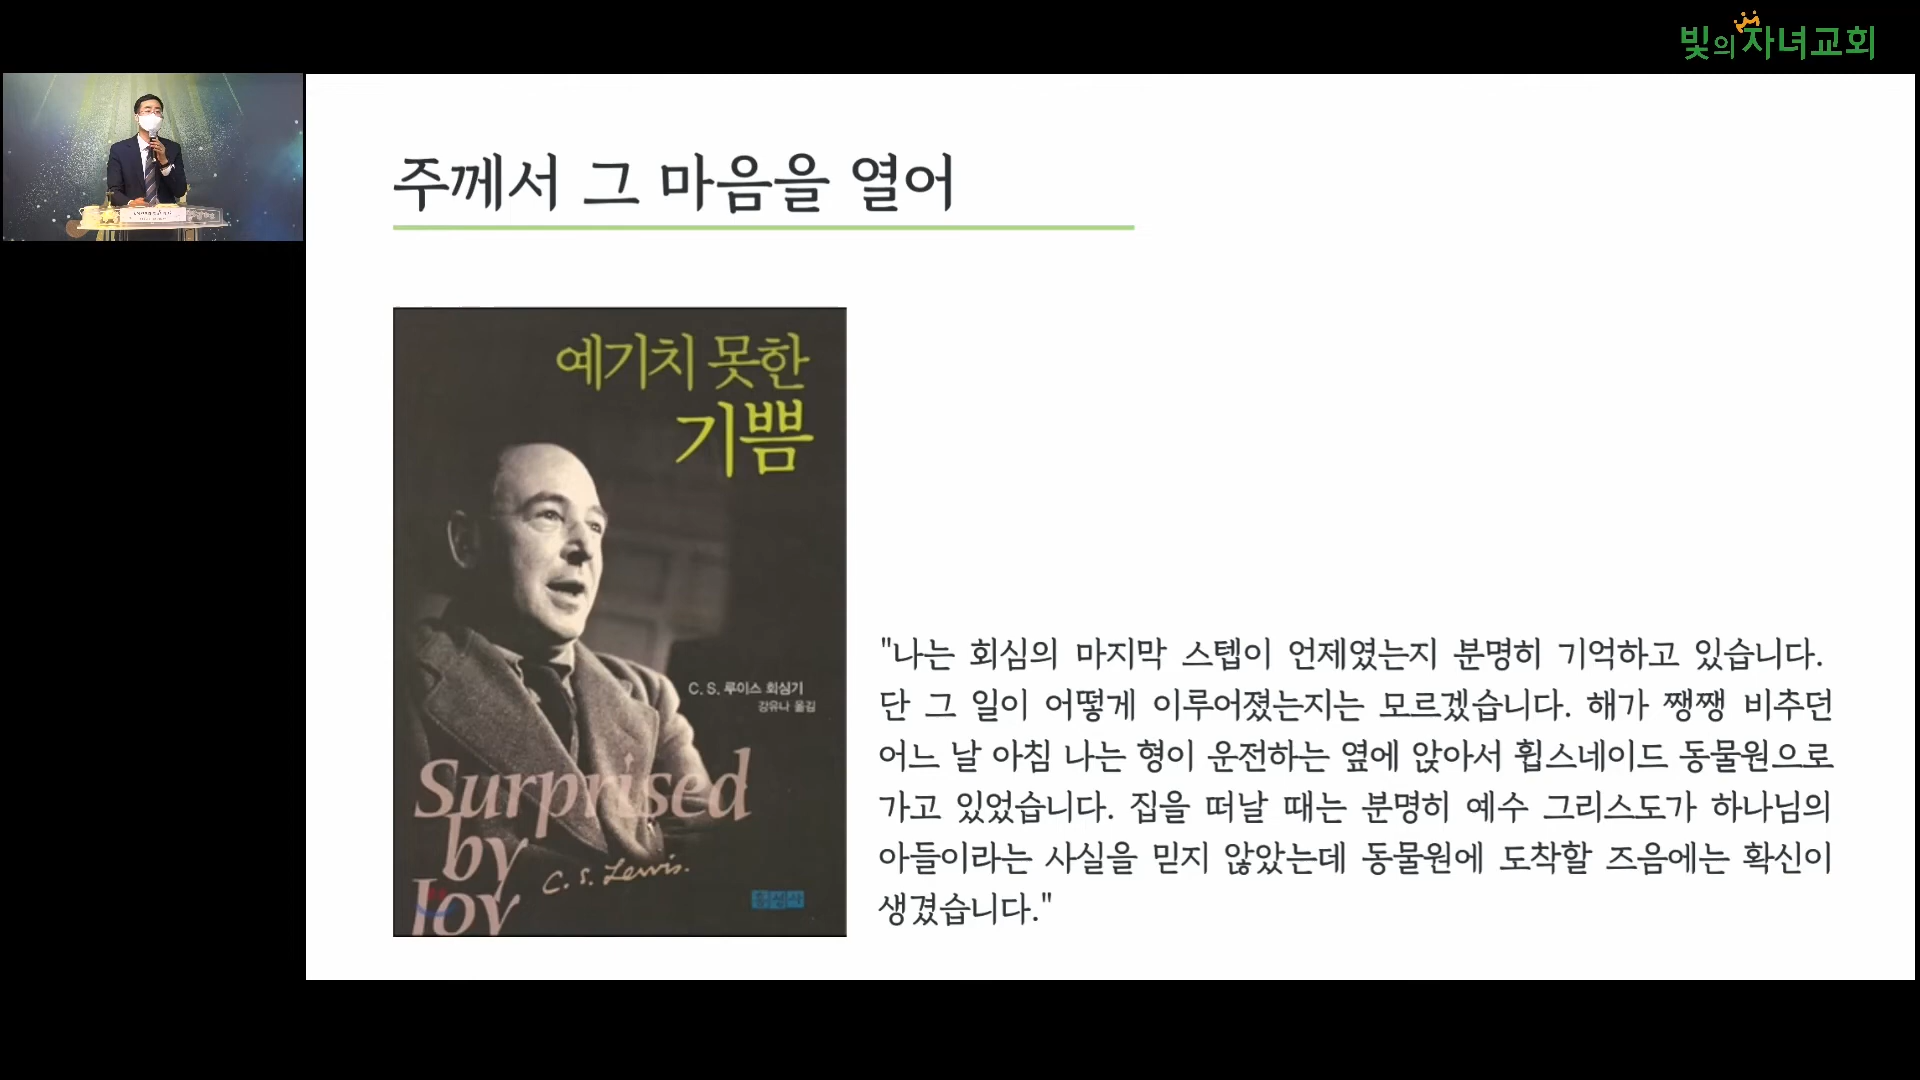 빛의자녀교회
주께서 그 마음을 열어
예기치 못한
기쁨
C. S. 루이스 회심기
강유나 옮김
Surprised
by
Joy
C. S. Lewis.
홍성사
"나는 회심의 마지막 스텝이 언제였는지 분명히 기억하고 있습니다.
단 그 일이 어떻게 이루어졌는지는 모르겠습니다. 해가 쨍쨍 비추던
어느 날 아침 나는 형이 운전하는 옆에 앉아서 휩스네이드 동물원으로
가고 있었습니다. 집을 떠날 때는 분명히 예수 그리스도가 하나님의
아들이라는 사실을 믿지 않았는데 동물원에 도착할 즈음에는 확신이
생겼습니다."